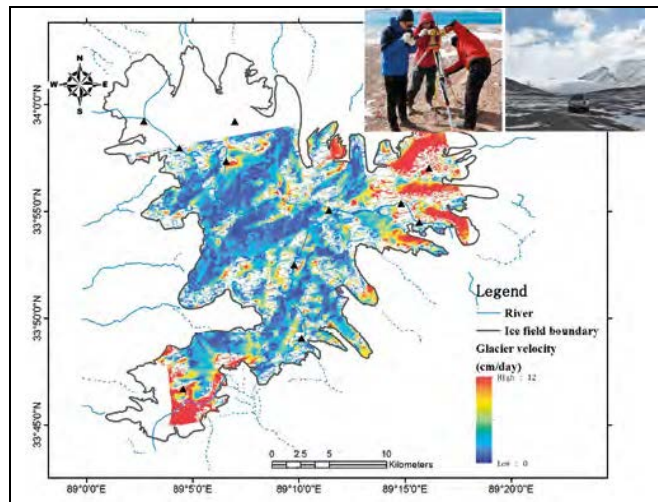 N
W E
S
34°0'0"N
33°55'0"N
33°50'0"N
33°45'0"N
Legend
River
Ice field boundary
Glacier velocity
(cm/day)
High : 12
Low : 0
0 2.5 5 10
Kilometers
89°0'0"E 89°5'0"E 89°10'0"E 89°15'0"E 89°20'0"E